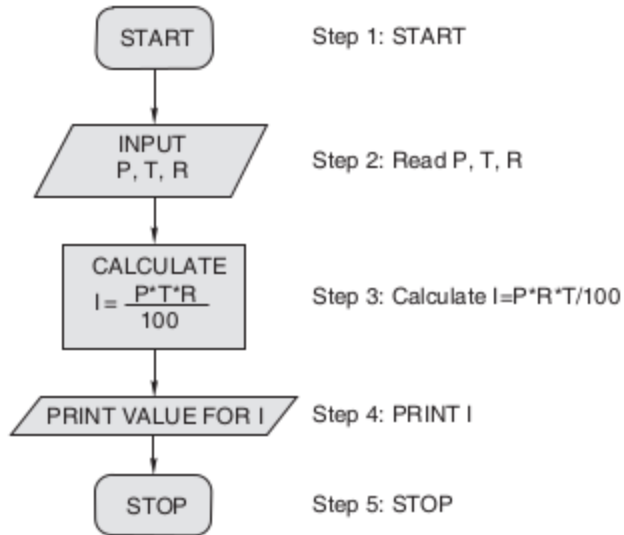 START
Step 1: START
INPUT
P, T, R
Step 2: Read P, T, R
CALCULATE
I = P*T*R
100
Step 3: Calculate I=P*R*T/100
PRINT VALUE FOR I
Step 4: PRINT I
STOP
Step 5: STOP